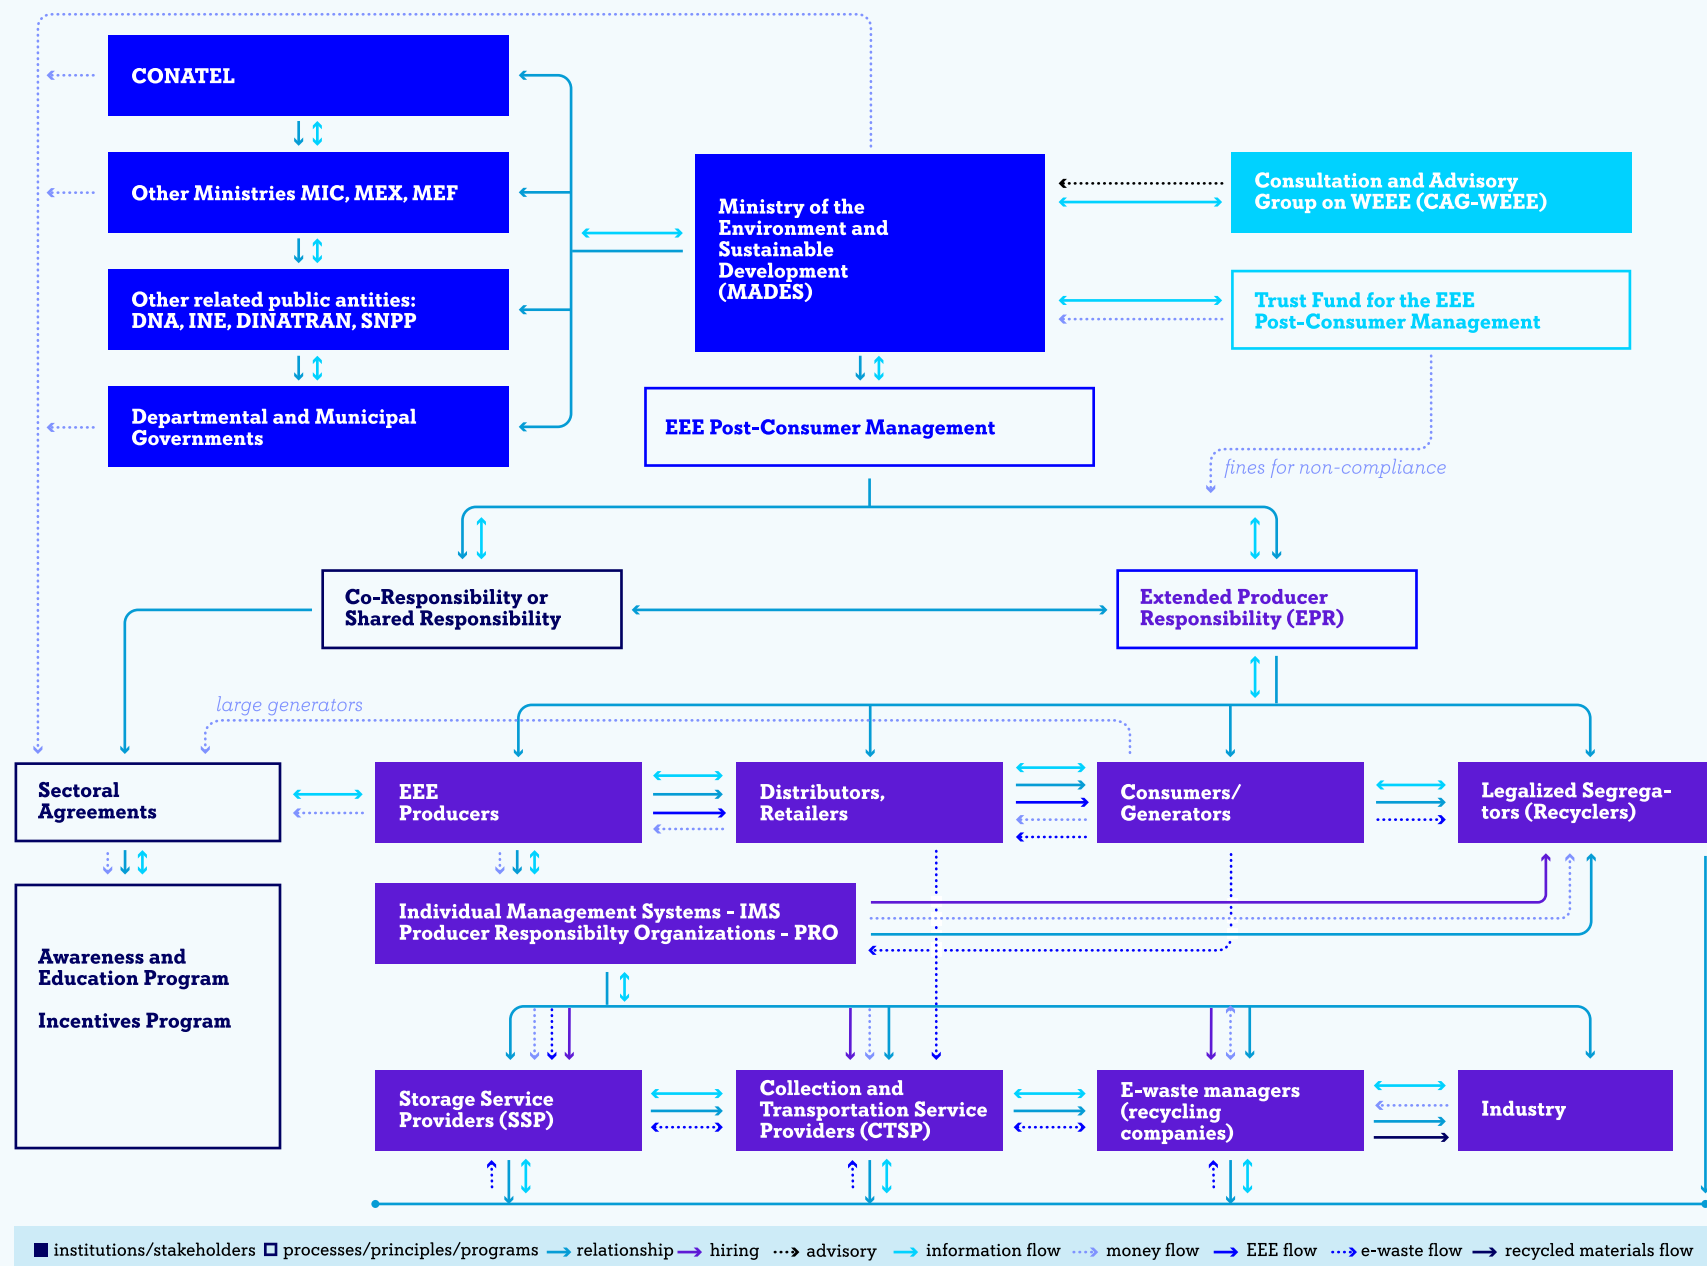 CONATEL
Other Ministries MIC, MEX, MEF
Other related public antities:
DNA, INE, DINATRAN, SNPP
Departmental and Municipal
Governments
Ministry of the
Environment and
Sustainable
Development
(MADES)
Consultation and Advisory
Group on WEEE (CAG-WEEE)
Trust Fund for the EEE
Post-Consumer Management
EEE Post-Consumer Management
fines for non-compliance
Co-Responsibility or
Shared Responsibility
Extended Producer
Responsibility (EPR)
large generators
Sectoral
Agreements
EEE
Producers
Distributors,
Retailers
Consumers/
Generators
Legalized Segrega-
tors (Recyclers)
Individual Management Systems - IMS
Producer Responsibilty Organizations - PRO
Awareness and
Education Program
Incentives Program
Storage Service
Providers (SSP)
Collection and
Transportation Service
Providers (CTSP)
E-waste managers
(recycling
companies)
Industry
institutions/stakeholders processes/principles/programs relationship hiring advisory information flow money flow EEE flow e-waste flow recycled materials flow